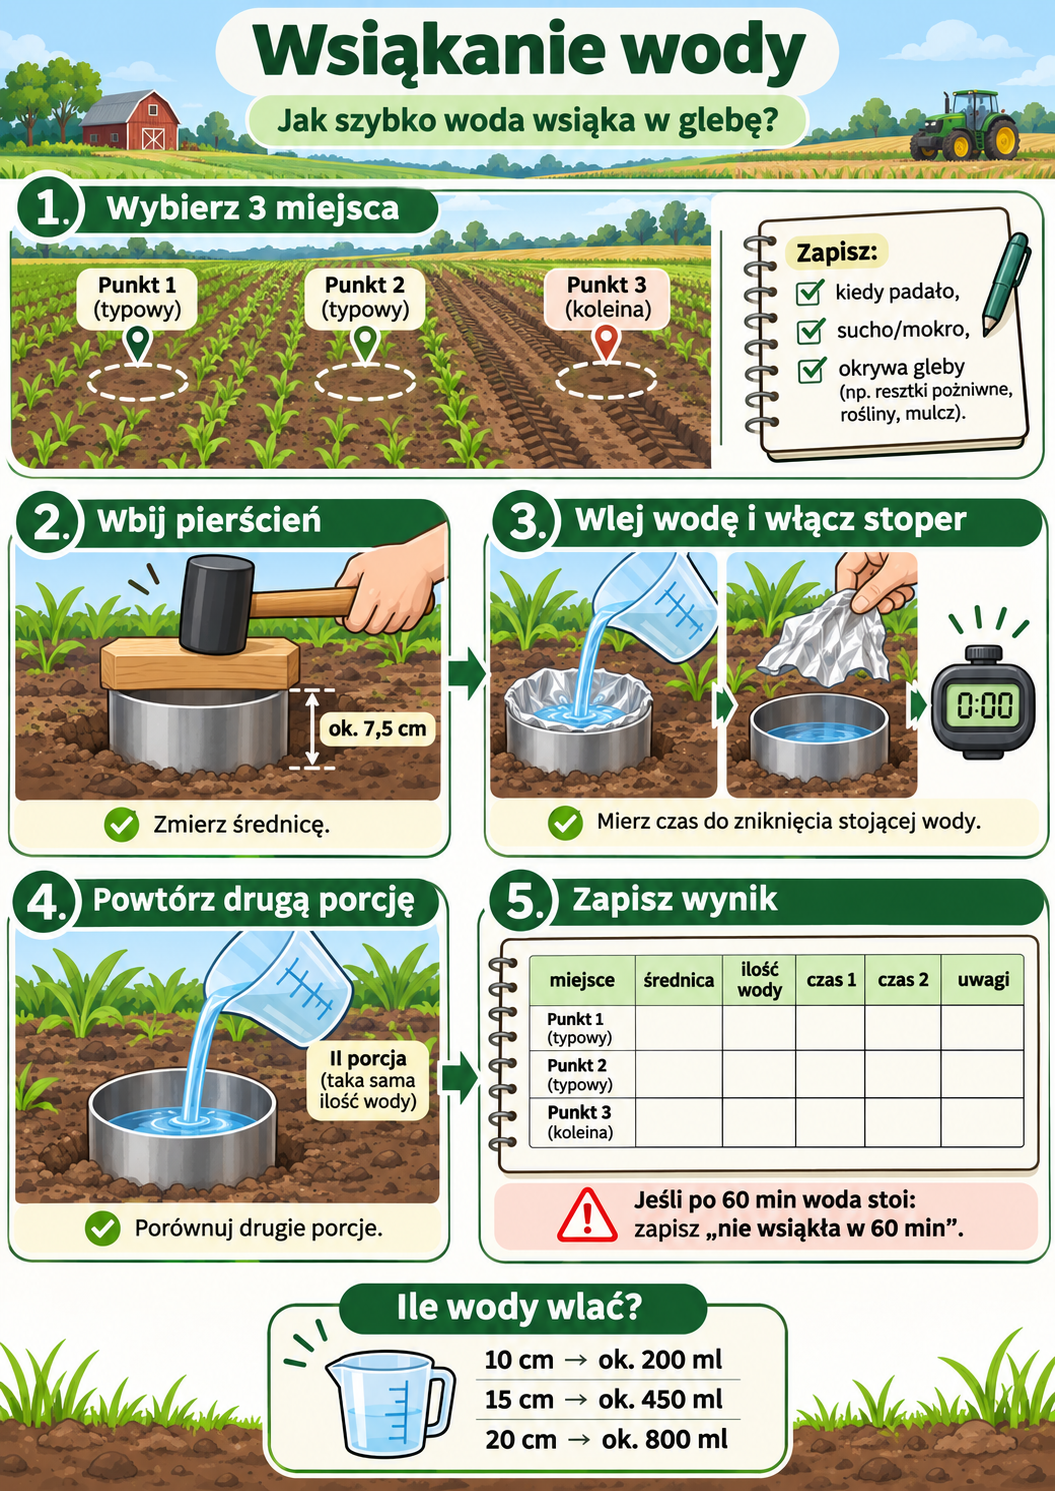 Wsiąkanie wody
Jak szybko woda wsiąka w glebę?
1. Wybierz 3 miejsca
Punkt 1
(typowy)
Punkt 2
(typowy)
Punkt 3
(koleina)
Zapisz:
kiedy padało,
sucho/mokro,
okrywa gleby
(np. resztki pożniwne,
rośliny, mulcz).
2. Wbij pierścień
ok. 7,5 cm
Zmierz średnicę.
3. Wlej wodę i włącz stoper
0:00
Mierz czas do zniknięcia stojącej wody.
4. Powtórz drugą porcję
II porcja
(taka sama
ilość wody)
Porównuj drugie porcje.
5. Zapisz wynik
miejsce średnica ilość wody czas 1 czas 2 uwagi
Punkt 1
(typowy)
Punkt 2
(typowy)
Punkt 3
(koleina)
Jeśli po 60 min woda stoi:
zapisz „nie wsiąkła w 60 min”.
Ile wody wlać?
10 cm → ok. 200 ml
15 cm → ok. 450 ml
20 cm → ok. 800 ml